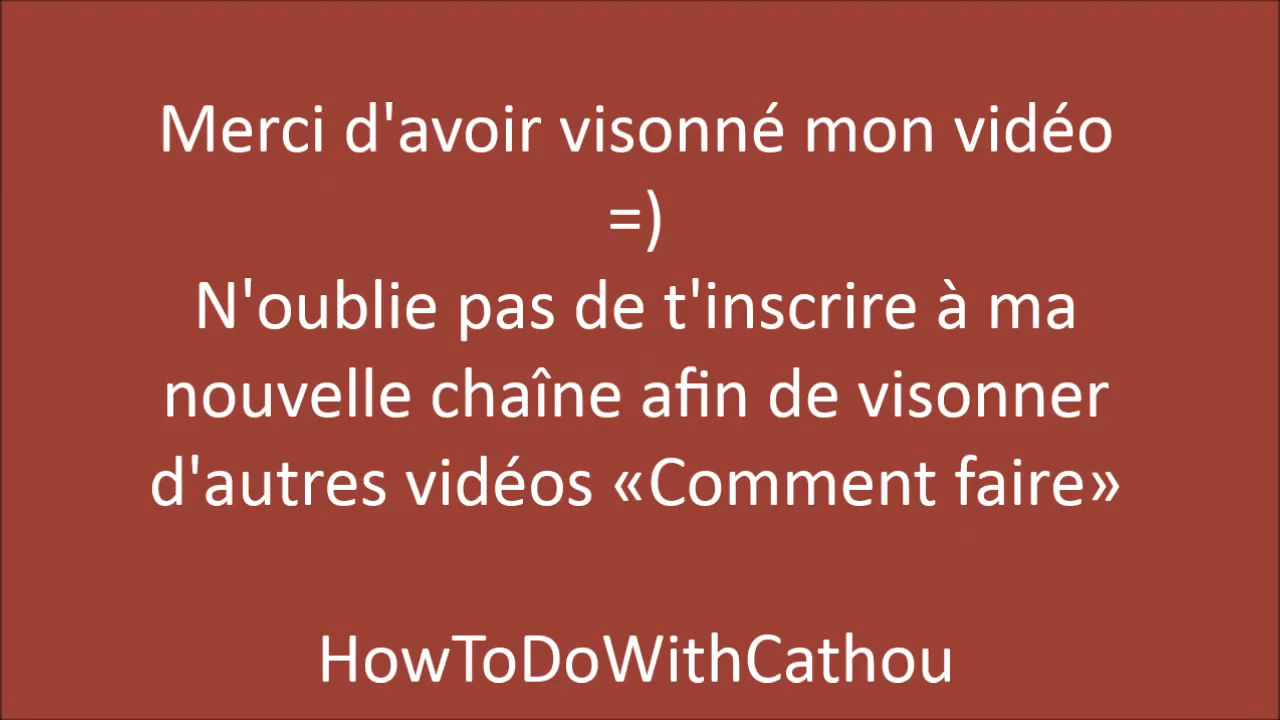 Merci d'avoir visonné mon vidéo
=)
N'oublie pas de t'inscrire à ma
nouvelle chaîne afin de visonner
d'autres vidéos «Comment faire»
HowToDoWithCathou